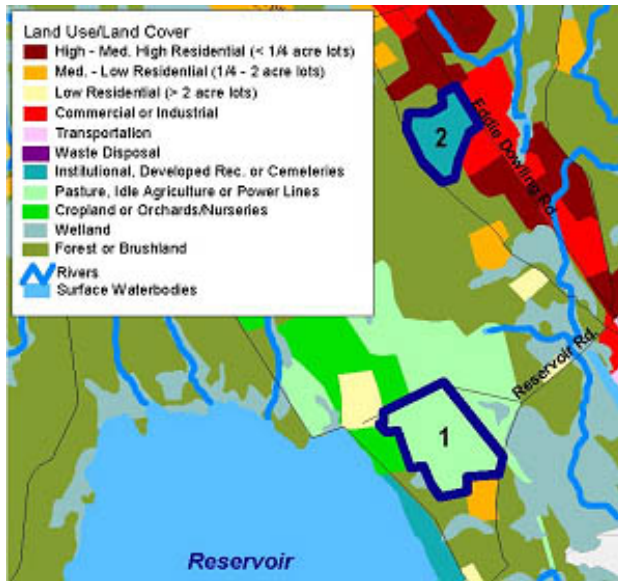 Land Use/Land Cover
High - Med. High Residential (< 1/4 acre lots)
Med. - Low Residential (1/4 - 2 acre lots)
Low Residential (> 2 acre lots)
Commercial or Industrial
Transportation
Waste Disposal
Institutional, Developed Rec. or Cemeleries
Pasture, Idle Agriculture or Power Lines
Cropland or Orchards/Nurseries
Welland
Forest or Brushland
Rivers
Surface Waterbodies
2
Eddie Dowling Rd.
Reservoir Rd.
1
Reservoir